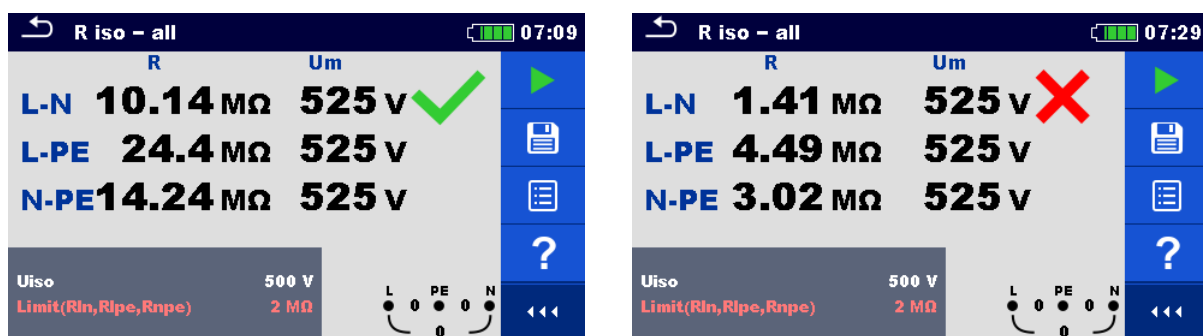 R iso – all 07:09
R Um
L-N 10.14 MΩ 525 V
L-PE 24.4 MΩ 525 V
N-PE 14.24 MΩ 525 V
?
Uiso 500 V
Limit(Rln,Rlpe,Rnpe) 2 MΩ
L PE N
0 0
0
R iso – all 07:29
R Um
L-N 1.41 MΩ 525 V
L-PE 4.49 MΩ 525 V
N-PE 3.02 MΩ 525 V
?
Uiso 500 V
Limit(Rln,Rlpe,Rnpe) 2 MΩ
L PE N
0 0
0